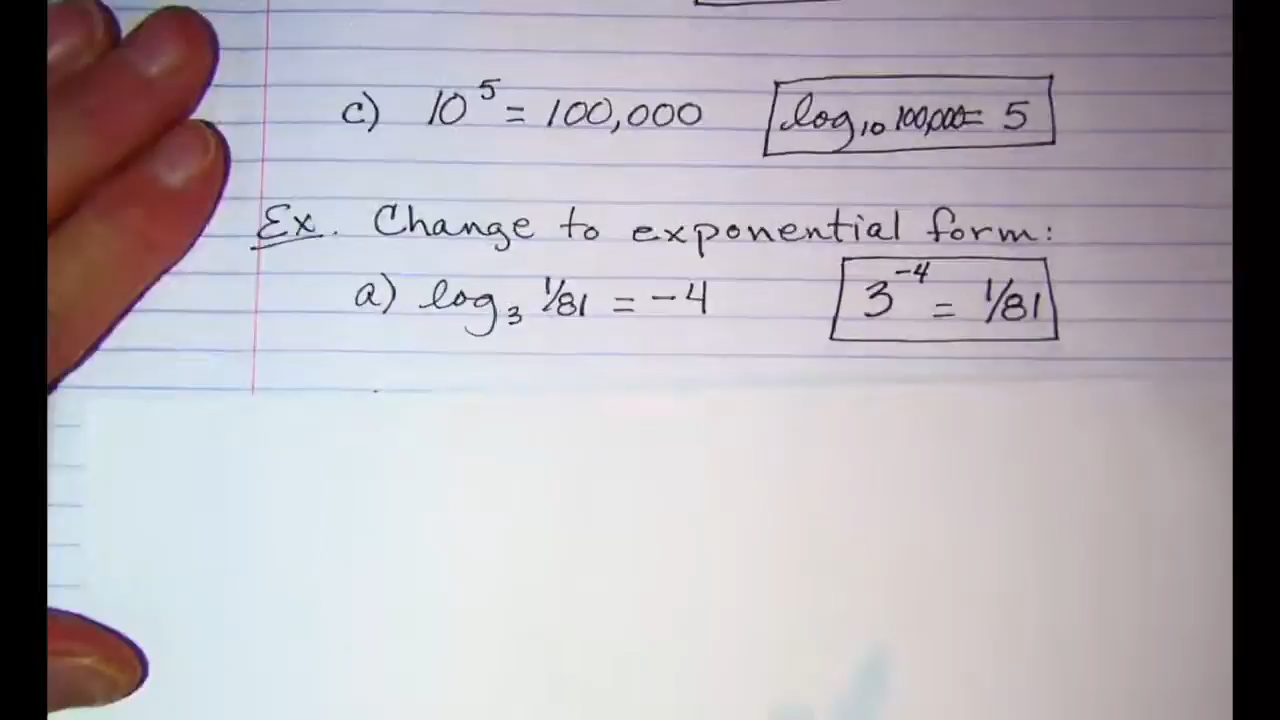 c) 10⁵ = 100,000 log₁₀ 100,000 = 5
Ex. Change to exponential form:
a) log₃ 1/81 = -4 3⁻⁴ = 1/81